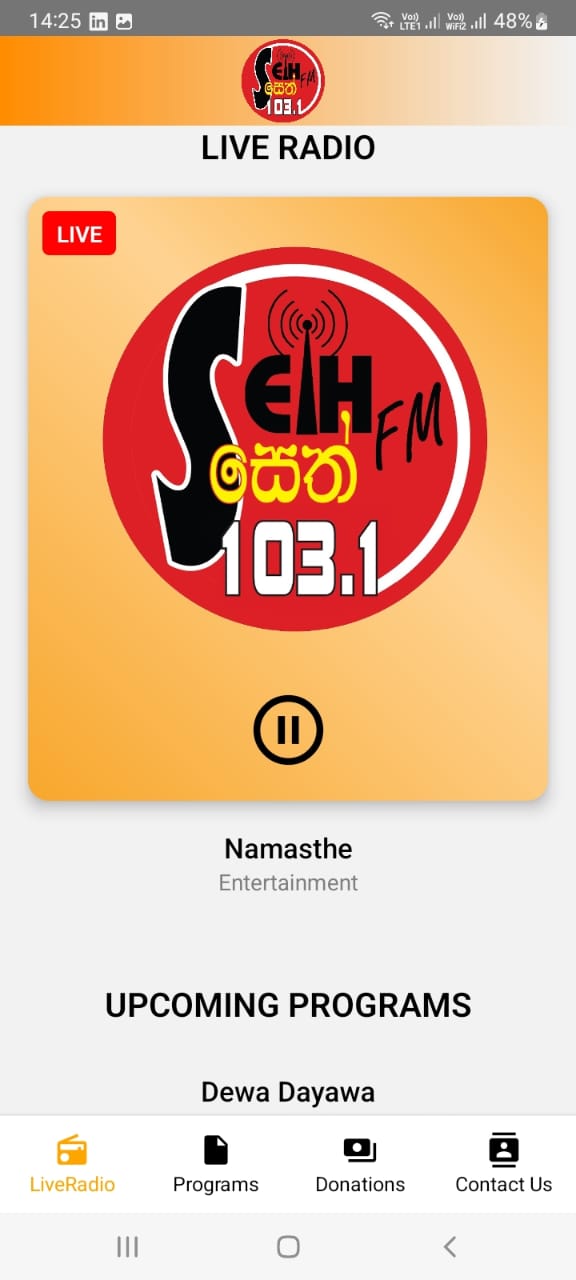 14:25
Vo) LTE1 Vo) WiFi2 48%
SETH FM
සෙත්
103.1
LIVE RADIO
LIVE
SETH FM
සෙත්
103.1
Namasthe
Entertainment
UPCOMING PROGRAMS
Dewa Dayawa
LiveRadio Programs Donations Contact Us